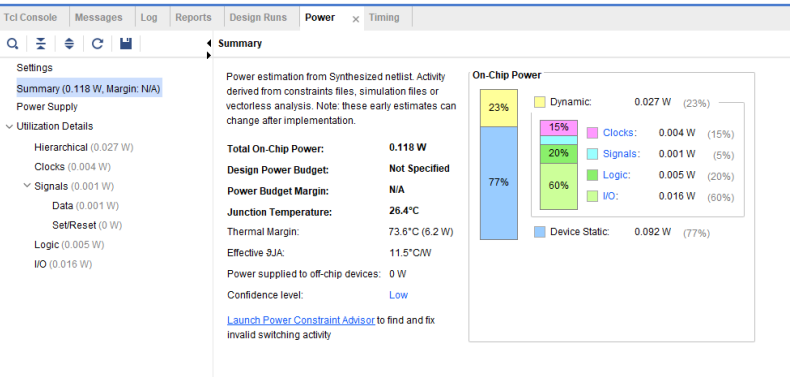 Tcl Console Messages Log Reports Design Runs Power × Timing
Summary
Settings
Summary (0.118 W, Margin: N/A)
Power Supply
Utilization Details
Hierarchical (0.027 W)
Clocks (0.004 W)
Signals (0.001 W)
Data (0.001 W)
Set/Reset (0 W)
Logic (0.005 W)
I/O (0.016 W)
Power estimation from Synthesized netlist. Activity
derived from constraints files, simulation files or
vectorless analysis. Note: these early estimates can
change after implementation.
Total On-Chip Power: 0.118 W
Design Power Budget: Not Specified
Power Budget Margin: N/A
Junction Temperature: 26.4°C
Thermal Margin: 73.6°C (6.2 W)
Effective ϑJA: 11.5°C/W
Power supplied to off-chip devices: 0 W
Confidence level: Low
Launch Power Constraint Advisor to find and fix
invalid switching activity
On-Chip Power
23%
77%
Dynamic: 0.027 W (23%)
15%
20%
60%
Clocks: 0.004 W (15%)
Signals: 0.001 W (5%)
Logic: 0.005 W (20%)
I/O: 0.016 W (60%)
Device Static: 0.092 W (77%)